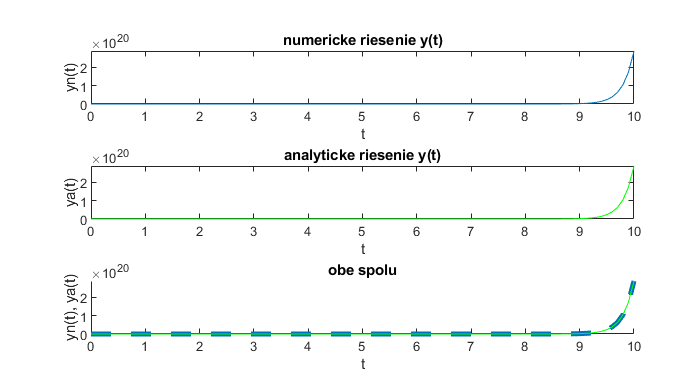 numericke riesenie y(t)
×10^20
yn(t)
2
1
0
0 1 2 3 4 5 6 7 8 9 10
t
analyticke riesenie y(t)
×10^20
ya(t)
2
1
0
0 1 2 3 4 5 6 7 8 9 10
t
obe spolu
×10^20
yn(t), ya(t)
2
1
0
0 1 2 3 4 5 6 7 8 9 10
t